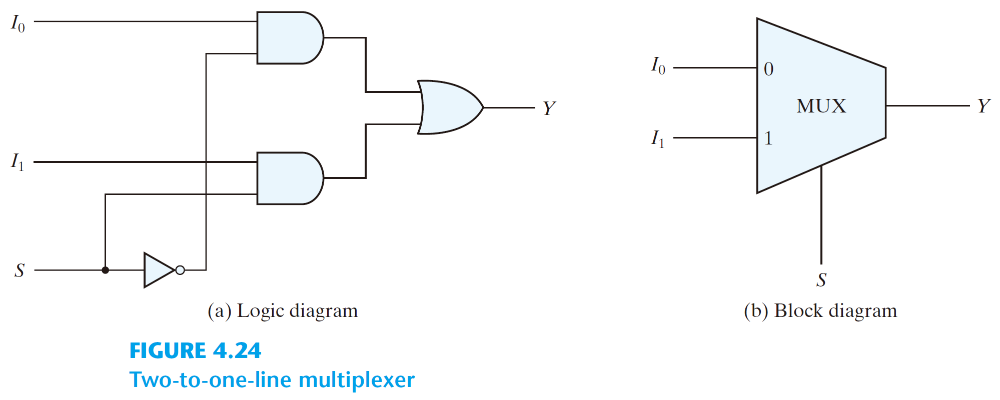 I₀
I₁
S
Y
(a) Logic diagram
I₀
0
MUX
I₁
1
Y
S
(b) Block diagram
FIGURE 4.24
Two-to-one-line multiplexer